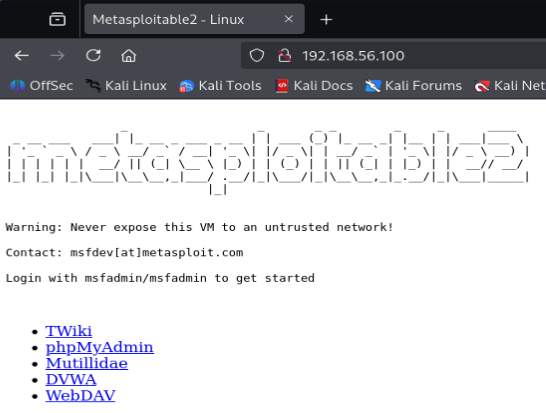 Metasploitable2 - Linux
192.168.56.100
OffSec Kali Linux Kali Tools Kali Docs Kali Forums Kali Net
metasploitable2
Warning: Never expose this VM to an untrusted network!
Contact: msfdev[at]metasploit.com
Login with msfadmin/msfadmin to get started
TWiki
phpMyAdmin
Mutillidae
DVWA
WebDAV